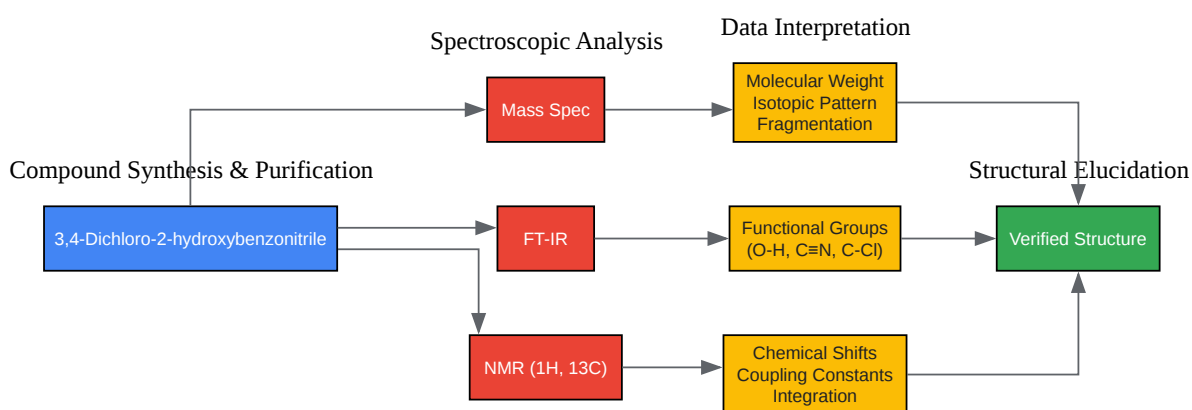 Spectroscopic Analysis
Data Interpretation
Mass Spec
Molecular Weight
Isotopic Pattern
Fragmentation
Compound Synthesis & Purification
Structural Elucidation
3,4-Dichloro-2-hydroxybenzonitrile
FT-IR
Functional Groups
(O-H, C≡N, C-Cl)
Verified Structure
NMR (1H, 13C)
Chemical Shifts
Coupling Constants
Integration